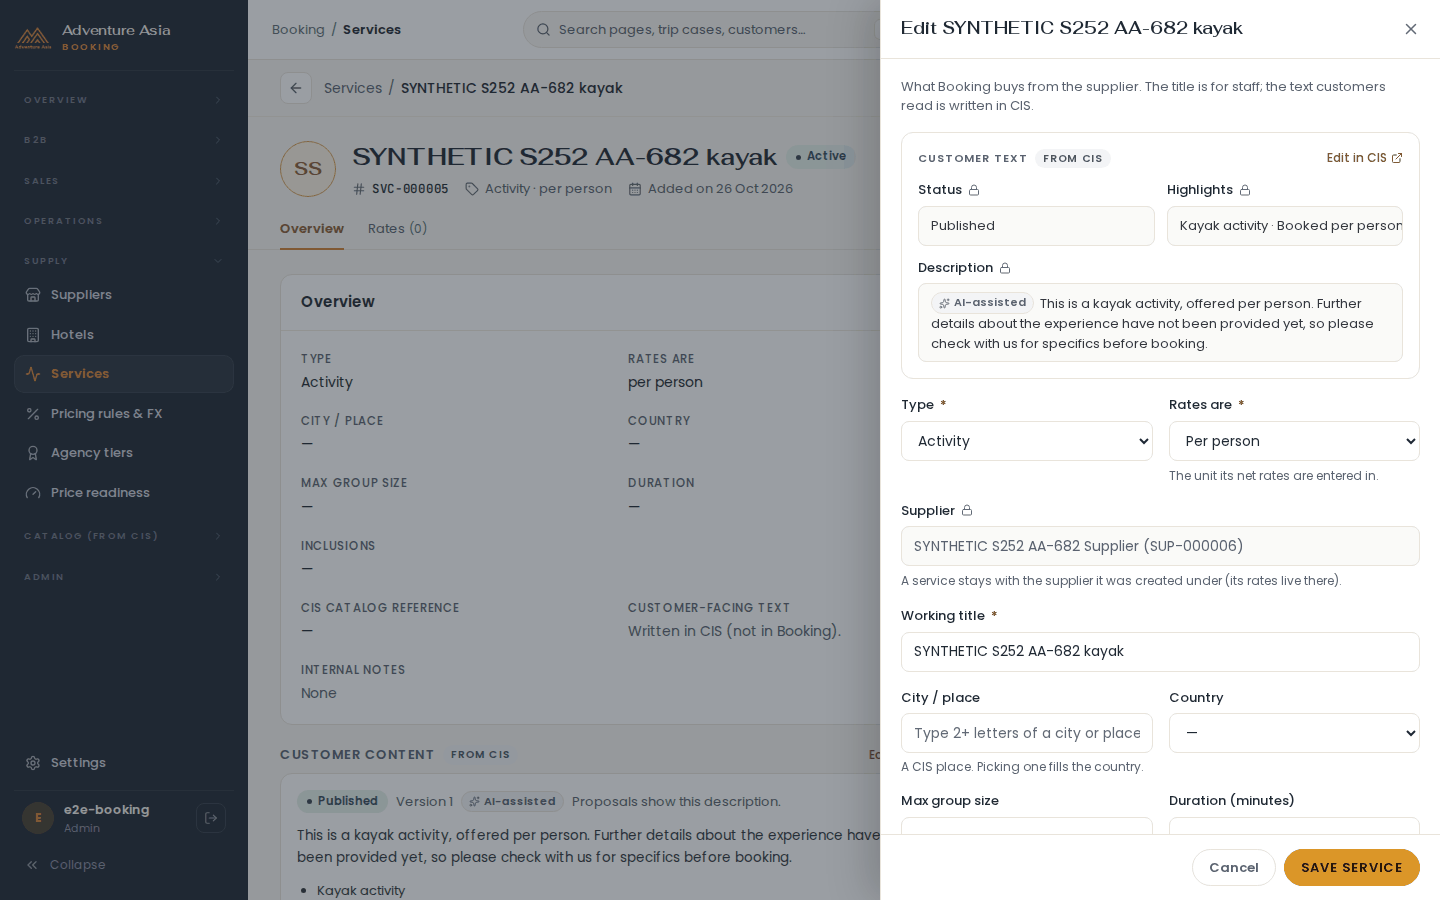 Adventure Asia
BOOKING
Adventure Asia
OVERVIEW
B2B
SALES
OPERATIONS
SUPPLY
Suppliers
Hotels
Services
Pricing rules & FX
Agency tiers
Price readiness
CATALOG (FROM CIS)
ADMIN
Settings
E
e2e-booking
Admin
Collapse
Booking / Services
Search pages, trip cases, customers...
Services / SYNTHETIC S252 AA-682 kayak
SS
SYNTHETIC S252 AA-682 kayak
Active
SVC-000005
Activity · per person
Added on 26 Oct 2026
Overview
Rates (0)
Overview
TYPE
RATES ARE
Activity
per person
CITY / PLACE
COUNTRY
—
—
MAX GROUP SIZE
DURATION
—
—
INCLUSIONS
—
CIS CATALOG REFERENCE
CUSTOMER-FACING TEXT
—
Written in CIS (not in Booking).
INTERNAL NOTES
None
CUSTOMER CONTENT
FROM CIS
Published
Version 1
AI-assisted
Proposals show this description.
This is a kayak activity, offered per person. Further details about the experience have
been provided yet, so please check with us for specifics before booking.
• Kayak activity
Edit SYNTHETIC S252 AA-682 kayak
What Booking buys from the supplier. The title is for staff; the text customers
read is written in CIS.
CUSTOMER TEXT
FROM CIS
Edit in CIS
Status
Highlights
Published
Kayak activity · Booked per person
Description
AI-assisted This is a kayak activity, offered per person. Further
details about the experience have not been provided yet, so please
check with us for specifics before booking.
Type *
Rates are *
Activity
Per person
The unit its net rates are entered in.
Supplier
SYNTHETIC S252 AA-682 Supplier (SUP-000006)
A service stays with the supplier it was created under (its rates live there).
Working title *
SYNTHETIC S252 AA-682 kayak
City / place
Country
Type 2+ letters of a city or place
—
A CIS place. Picking one fills the country.
Max group size
Duration (minutes)
Cancel
SAVE SERVICE